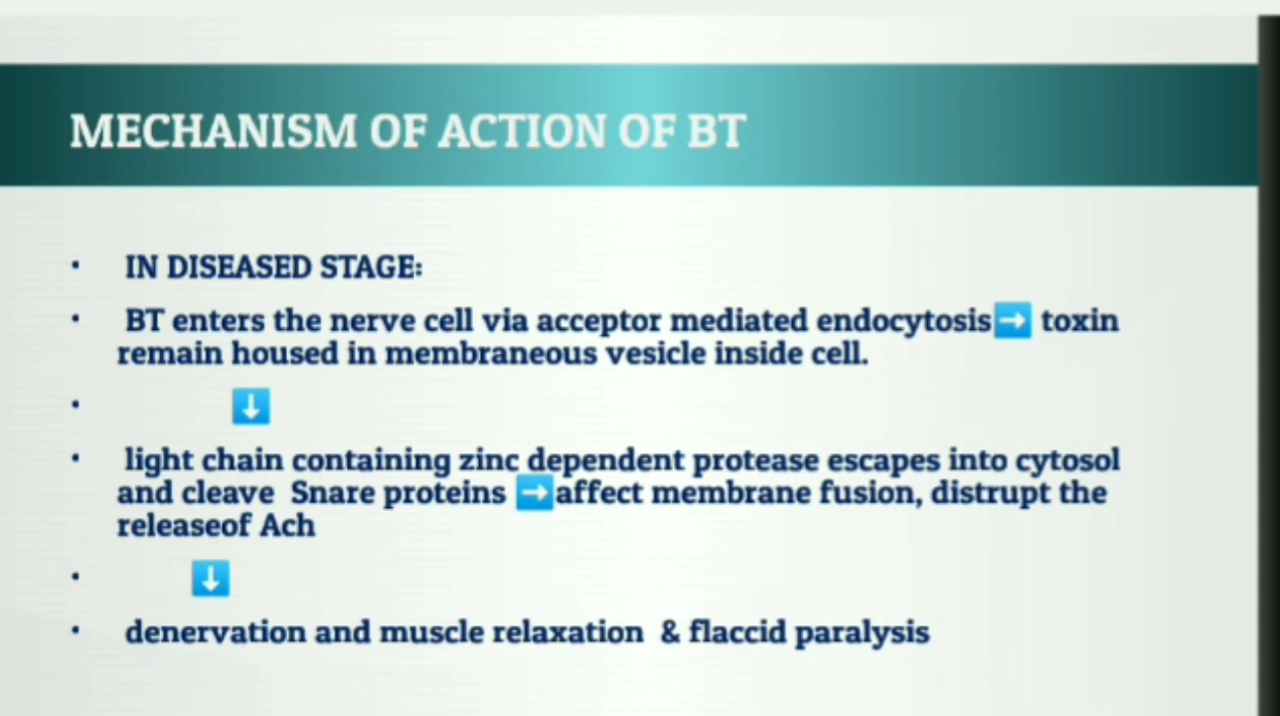 MECHANISM OF ACTION OF BT
• IN DISEASED STAGE:
• BT enters the nerve cell via acceptor mediated endocytosis➡️ toxin
remain housed in membraneous vesicle inside cell.
• ⬇️
• light chain containing zinc dependent protease escapes into cytosol
and cleave Snare proteins ➡️affect membrane fusion, distrupt the
releaseof Ach
• ⬇️
• denervation and muscle relaxation & flaccid paralysis